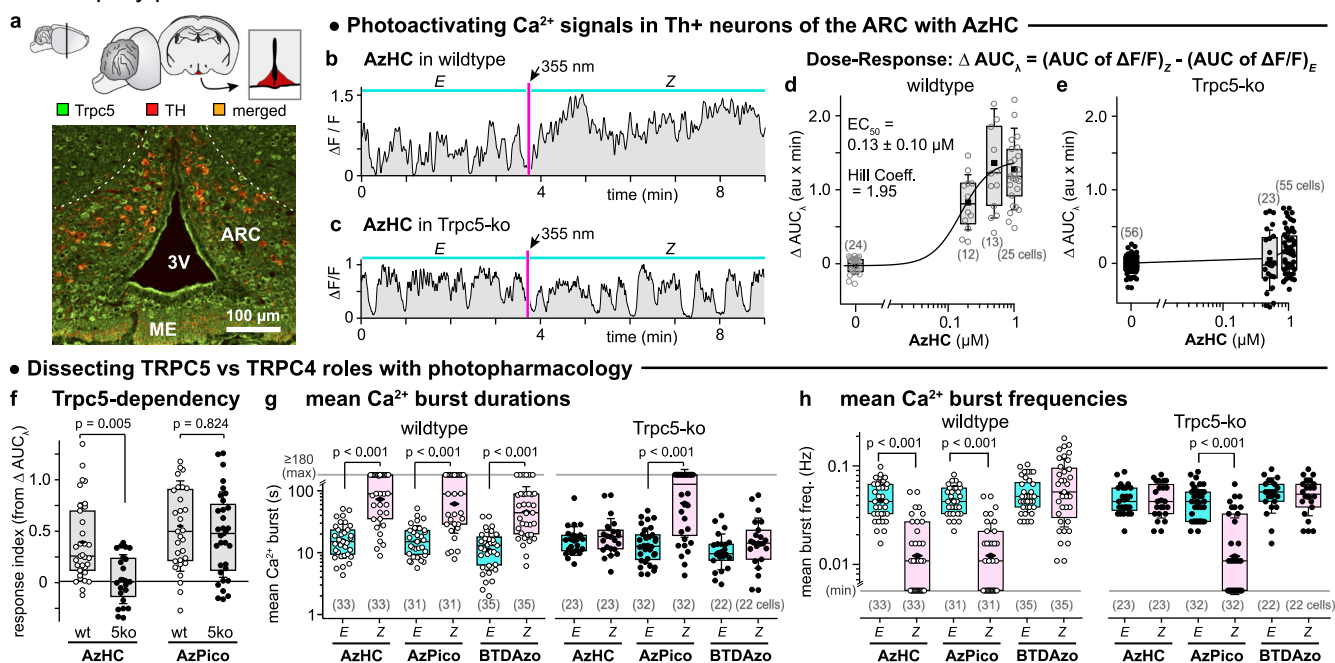 a
Trpc5 TH merged
ARC
3V
ME
100 µm
• Photoactivating Ca2+ signals in Th+ neurons of the ARC with AzHC
b AzHC in wildtype
355 nm
E Z
ΔF / F
1.5
0
0 4 8
time (min) time (min)
c AzHC in Trpc5-ko
355 nm
E Z
ΔF/F
1
0
0 4 8
time (min) time (min)
Dose-Response: Δ AUCλ = (AUC of ΔF/F)Z - (AUC of ΔF/F)E
d wildtype
EC50 =
0.13 ± 0.10 µM
Hill Coeff.
= 1.95
Δ AUCλ (au x min)
2.0
1.0
0
(24)
(12)
(13)
(25 cells)
0 0.1 1
AzHC (µM)
e Trpc5-ko
Δ AUCλ (au x min)
2.0
1.0
0
(56)
(23)
(55 cells)
0 0.1 1
AzHC (µM)
• Dissecting TRPC5 vs TRPC4 roles with photopharmacology
f Trpc5-dependency
p = 0.005 p = 0.824
response index (from Δ AUCλ)
1.0
0.5
0
wt 5ko wt 5ko
AzHC AzPico
g mean Ca2+ burst durations
wildtype Trpc5-ko
p < 0.001 p < 0.001 p < 0.001 p < 0.001
mean Ca2+ burst (s)
≥180
(max)
100
10
1
(33) (33) (31) (31) (35) (35) (23) (23) (32) (32) (22) (22 cells)
E Z E Z E Z E Z E Z E Z
AzHC AzPico BTDAzo AzHC AzPico BTDAzo
h mean Ca2+ burst frequencies
wildtype Trpc5-ko
p < 0.001 p < 0.001 p < 0.001
mean burst freq. (Hz)
0.10
0.01
(min)
(33) (33) (31) (31) (35) (35) (23) (23) (32) (32) (22) (22 cells)
E Z E Z E Z E Z E Z E Z
AzHC AzPico BTDAzo AzHC AzPico BTDAzo